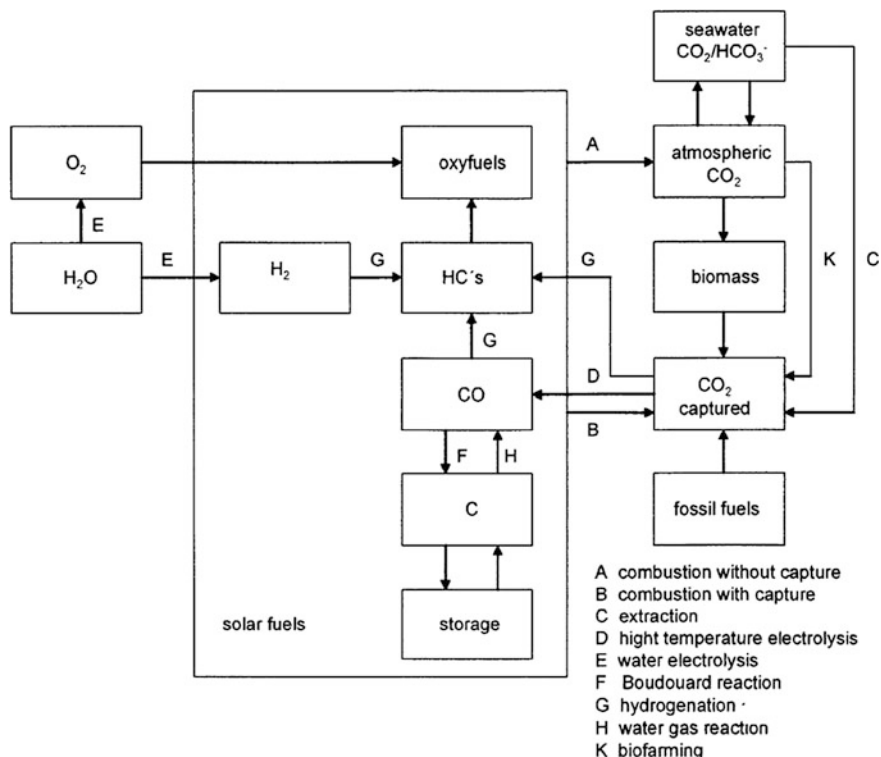 seawater
CO₂/HCO₃⁻
O₂
oxyfuels
A
atmospheric
CO₂
E
H₂O
E
H₂
G
HC´s
G
biomass
K
C
G
CO
D
B
CO₂
captured
F
H
C
fossil fuels
storage
solar fuels
A combustion without capture
B combustion with capture
C extraction
D hight temperature electrolysis
E water electrolysis
F Boudouard reaction
G hydrogenation
H water gas reaction
K biofarming